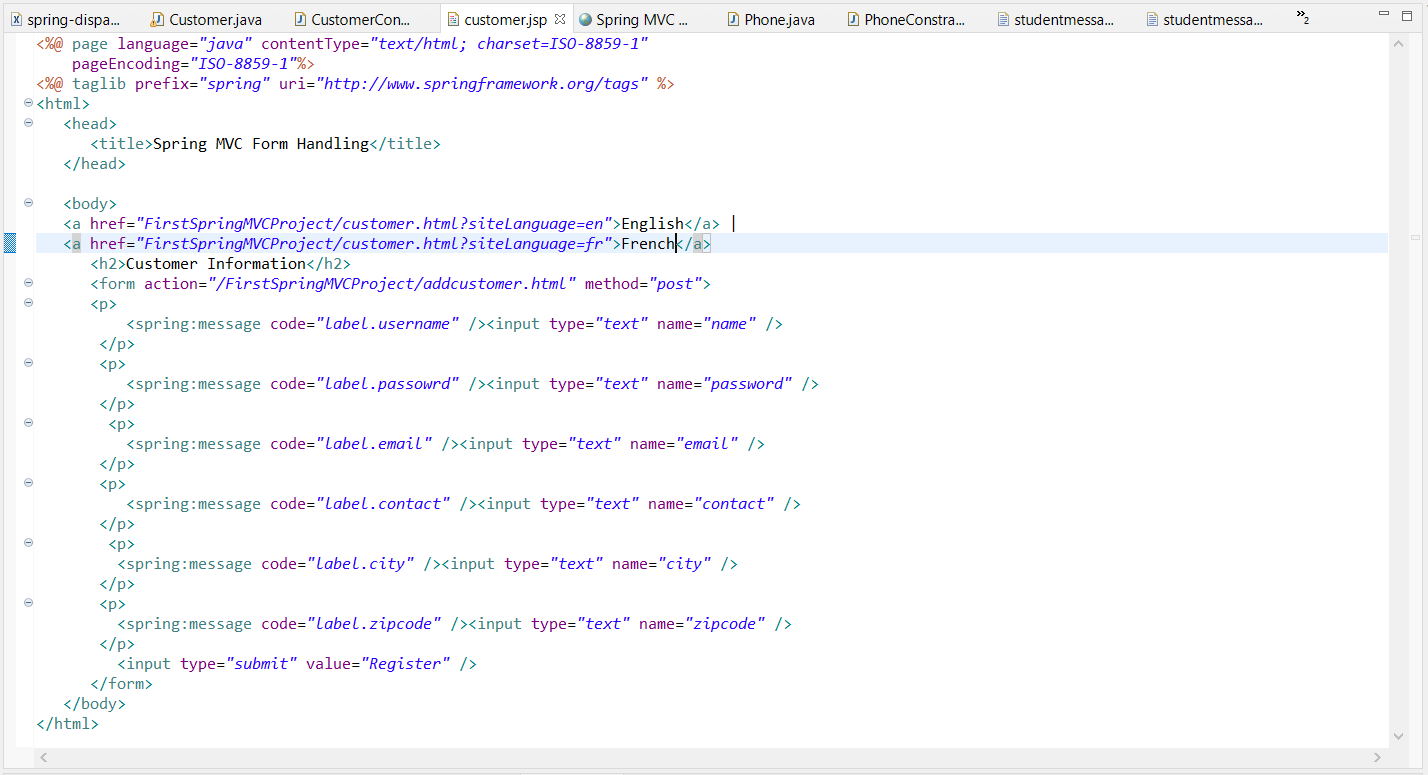 spring-dispa... Customer.java CustomerCon... customer.jsp Spring MVC ... Phone.java PhoneConstra... studentmessa... studentmessa... »2
<%@ page language="java" contentType="text/html; charset=ISO-8859-1"
pageEncoding="ISO-8859-1"%>
<%@ taglib prefix="spring" uri="http://www.springframework.org/tags" %>
<html>
<head>
<title>Spring MVC Form Handling</title>
</head>
<body>
<a href="FirstSpringMVCProject/customer.html?siteLanguage=en">English</a> |
<a href="FirstSpringMVCProject/customer.html?siteLanguage=fr">French</a>
<h2>Customer Information</h2>
<form action="/FirstSpringMVCProject/addcustomer.html" method="post">
<p>
<spring:message code="label.username" /><input type="text" name="name" />
</p>
<p>
<spring:message code="label.passowrd" /><input type="text" name="password" />
</p>
<p>
<spring:message code="label.email" /><input type="text" name="email" />
</p>
<p>
<spring:message code="label.contact" /><input type="text" name="contact" />
</p>
<p>
<spring:message code="label.city" /><input type="text" name="city" />
</p>
<p>
<spring:message code="label.zipcode" /><input type="text" name="zipcode" />
</p>
<input type="submit" value="Register" />
</form>
</body>
</html>